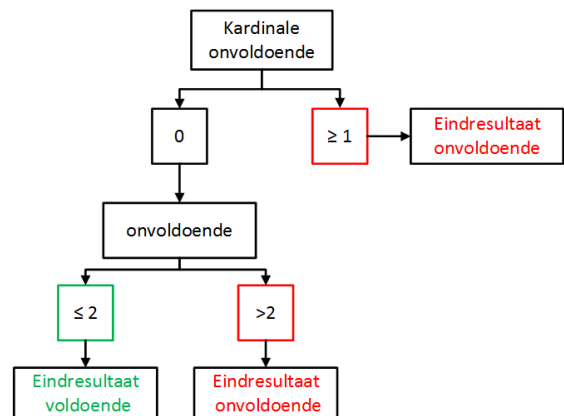 Kardinale
onvoldoende
0
≥ 1
Eindresultaat
onvoldoende
onvoldoende
≤ 2
>2
Eindresultaat
voldoende
Eindresultaat
onvoldoende